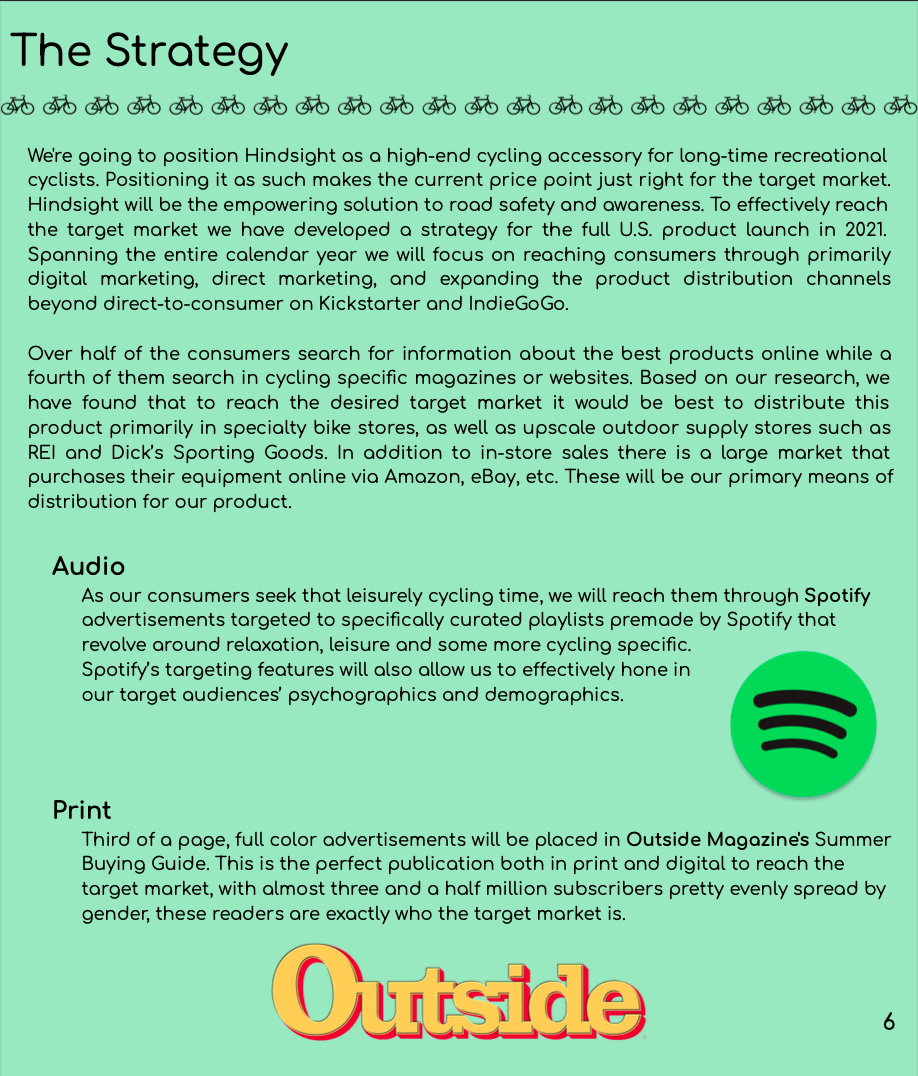 The Strategy
We're going to position Hindsight as a high-end cycling accessory for long-time recreational
cyclists. Positioning it as such makes the current price point just right for the target market.
Hindsight will be the empowering solution to road safety and awareness. To effectively reach
the target market we have developed a strategy for the full U.S. product launch in 2021.
Spanning the entire calendar year we will focus on reaching consumers through primarily
digital marketing, direct marketing, and expanding the product distribution channels
beyond direct-to-consumer on Kickstarter and IndieGoGo.
Over half of the consumers search for information about the best products online while a
fourth of them search in cycling specific magazines or websites. Based on our research, we
have found that to reach the desired target market it would be best to distribute this
product primarily in specialty bike stores, as well as upscale outdoor supply stores such as
REI and Dick's Sporting Goods. In addition to in-store sales there is a large market that
purchases their equipment online via Amazon, eBay, etc. These will be our primary means of
distribution for our product.
Audio
As our consumers seek that leisurely cycling time, we will reach them through Spotify
advertisements targeted to specifically curated playlists premade by Spotify that
revolve around relaxation, leisure and some more cycling specific.
Spotify's targeting features will also allow us to effectively hone in
our target audiences' psychographics and demographics.
Print
Third of a page, full color advertisements will be placed in Outside Magazine's Summer
Buying Guide. This is the perfect publication both in print and digital to reach the
target market, with almost three and a half million subscribers pretty evenly spread by
gender, these readers are exactly who the target market is.
Outside
6